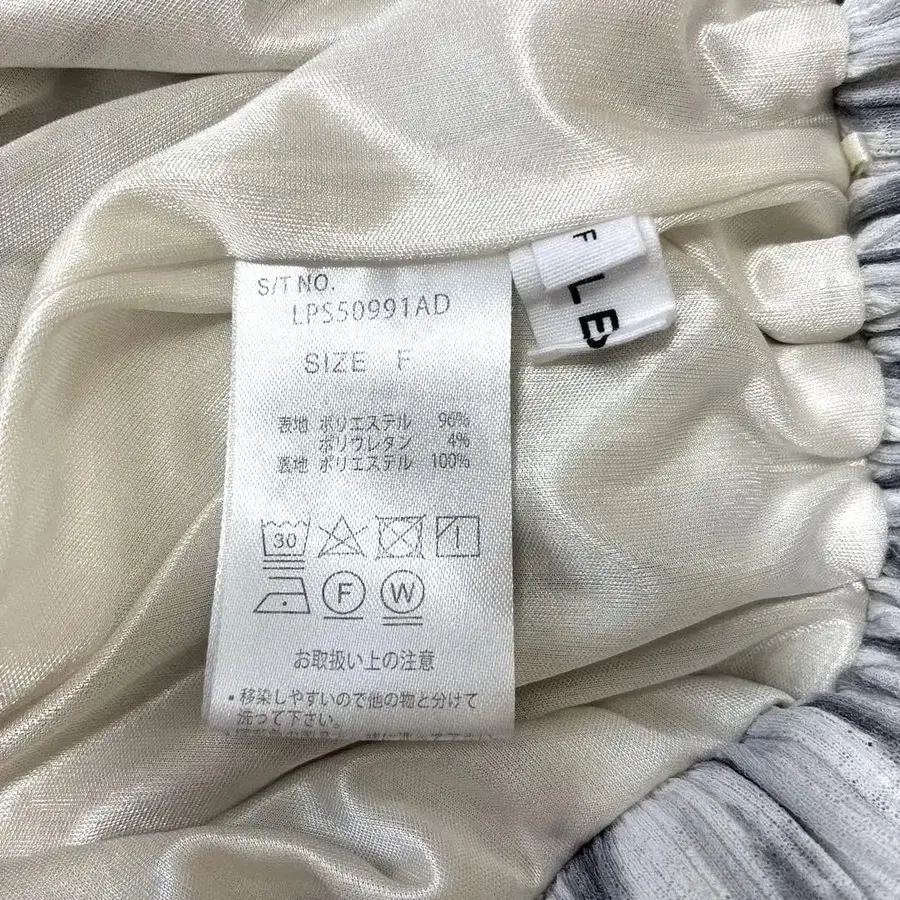 S/T NO.
LPS50991AD
SIZE F
表地 ポリエステル 96%
ポリウレタン 4%
裏地 ポリエステル 100%
30
F
W
お取扱い上の注意
・移染しやすいので他の物と分けて
洗って下さい。
F
LE